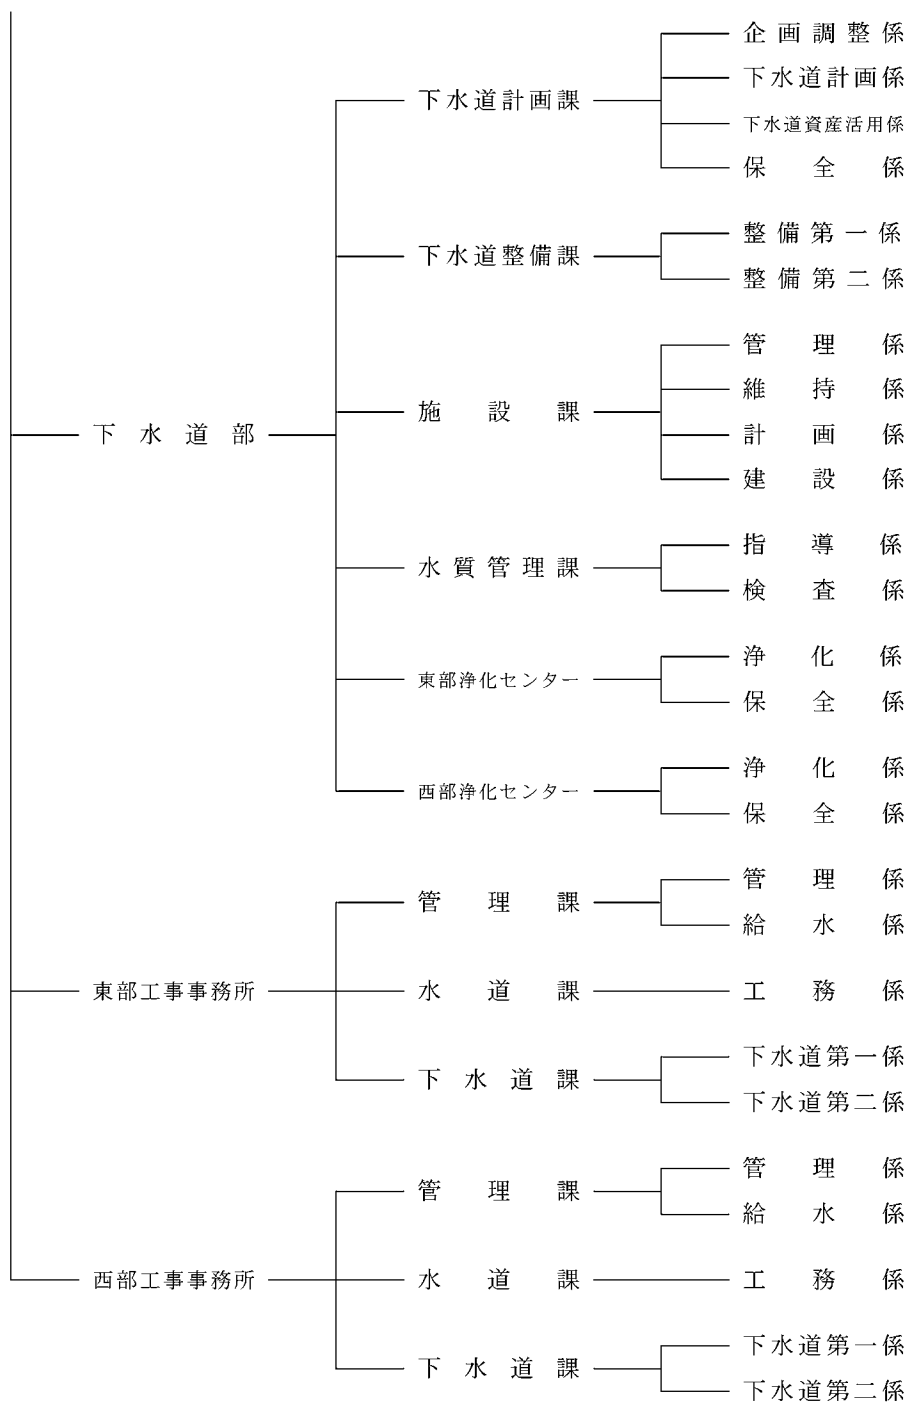 下水道部
下水道計画課
企画調整係
下水道計画係
下水道資産活用係
保全係
下水道整備課
整備第一係
整備第二係
施設課
管理係
維持係
計画係
建設係
水質管理課
指導係
検査係
東部浄化センター
浄化係
保全係
西部浄化センター
浄化係
保全係
東部工事事務所
管理課
管理係
給水係
水道課
工務係
下水道課
下水道第一係
下水道第二係
西部工事事務所
管理課
管理係
給水係
水道課
工務係
下水道課
下水道第一係
下水道第二係